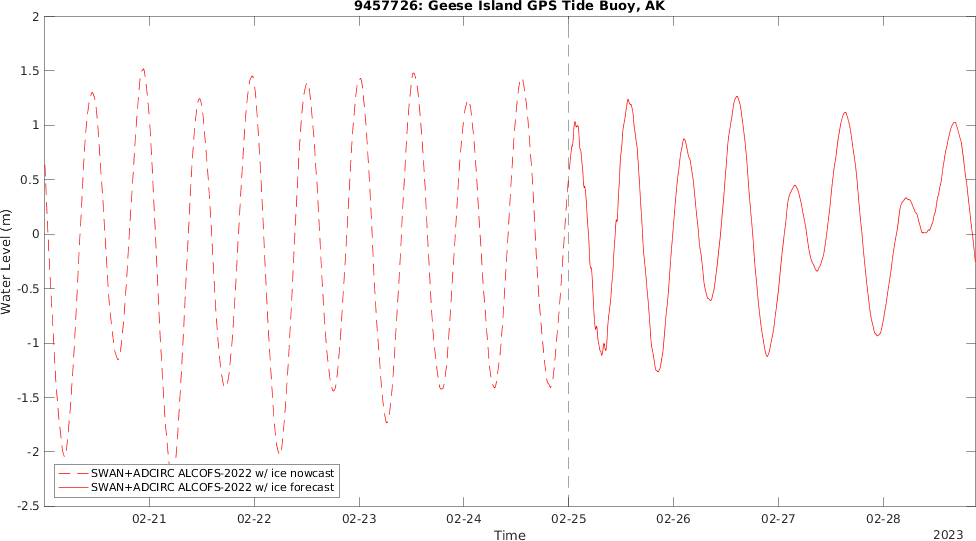 9457726: Geese Island GPS Tide Buoy, AK
2
1.5
1
0.5
0
-0.5
-1
-1.5
-2
-2.5
Water Level (m)
SWAN+ADCIRC ALCOFS-2022 w/ ice nowcast
SWAN+ADCIRC ALCOFS-2022 w/ ice forecast
02-21 02-22 02-23 02-24 02-25 02-26 02-27 02-28
Time
2023